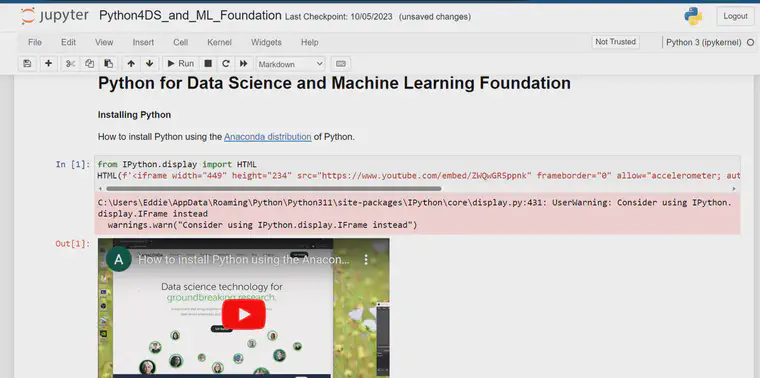 jupyter Python4DS_and_ML_Foundation Last Checkpoint: 10/05/2023 (unsaved changes) Logout
File Edit View Insert Cell Kernel Widgets Help Not Trusted Python 3 (ipykernel)
Run Markdown
Python for Data Science and Machine Learning Foundation
Installing Python
How to install Python using the Anaconda distribution of Python.
In [1]: from IPython.display import HTML
HTML(f'<iframe width="449" height="234" src="https://www.youtube.com/embed/ZWQwGRSppnk" frameborder="0" allow="accelerometer; aut
C:\Users\Eddie\AppData\Roaming\Python\Python311\site-packages\IPython\core\display.py:431: UserWarning: Consider using IPython.
display.IFrame instead
warnings.warn("Consider using IPython.display.IFrame instead")
Out[1]:
A How to install Python using the Anacon...
Data science technology for
groundbreaking research.